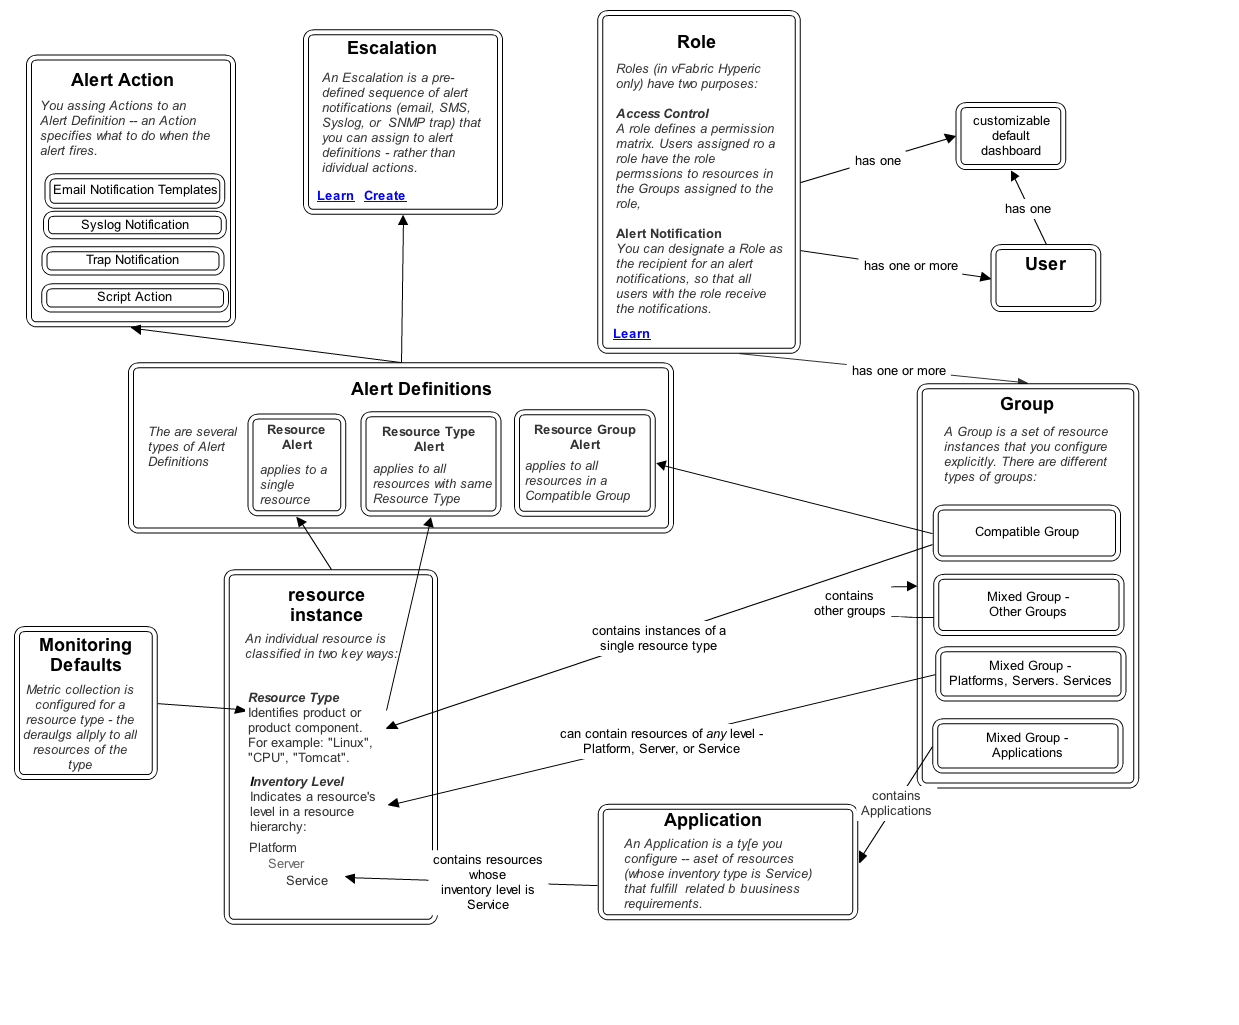 Alert Action
You assing Actions to an
Alert Definition -- an Action
specifies what to do when the
alert fires.
Email Notification Templates
Syslog Notification
Trap Notification
Script Action
Escalation
An Escalation is a pre-
defined sequence of alert
notifications (email, SMS,
Syslog, or SNMP trap) that
you can assign to alert
definitions - rather than
idividual actions.
Learn Create
Role
Roles (in vFabric Hyperic
only) have two purposes:
Access Control
A role defines a permission
matrix. Users assigned ro a
role have the role
permssions to resources in
the Groups assigned to the
role,
Alert Notification
You can designate a Role as
the recipient for an alert
notifications, so that all
users with the role receive
the notifications.
Learn
has one
customizable
default
dashboard
has one
has one or more
User
has one or more
Alert Definitions
The are several
types of Alert
Definitions
Resource
Alert
applies to a
single
resource
Resource Type
Alert
applies to all
resources with same
Resource Type
Resource Group
Alert
applies to all
resources in a
Compatible Group
Group
A Group is a set of resource
instances that you configure
explicitly. There are different
types of groups:
Compatible Group
Mixed Group -
Other Groups
Mixed Group -
Platforms, Servers. Services
Mixed Group -
Applications
contains
other groups
contains instances of a
single resource type
can contain resources of any level -
Platform, Server, or Service
contains
Applications
Monitoring
Defaults
Metric collection is
configured for a
resource type - the
deraulgs allply to all
resources of the
type
resource
instance
An individual resource is
classified in two key ways:
Resource Type
Identifies product or
product component.
For example: "Linux",
"CPU", "Tomcat".
Inventory Level
Indicates a resource's
level in a resource
hierarchy:
Platform
Server
Service
contains resources
whose
inventory level is
Service
Application
An Application is a ty[e you
configure -- aset of resources
(whose inventory type is Service)
that fulfill related b buusiness
requirements.